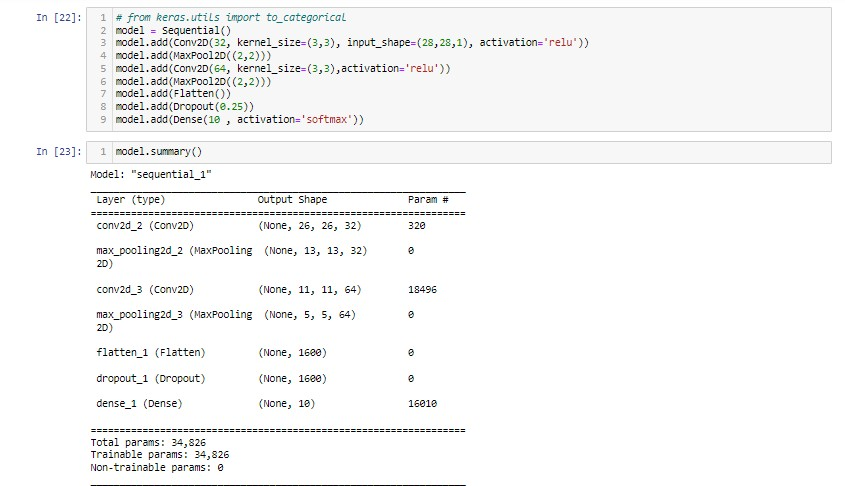 In [22]:
1 # from keras.utils import to_categorical
2 model = Sequential()
3 model.add(Conv2D(32, kernel_size=(3,3), input_shape=(28,28,1), activation='relu'))
4 model.add(MaxPool2D((2,2)))
5 model.add(Conv2D(64, kernel_size=(3,3),activation='relu'))
6 model.add(MaxPool2D((2,2)))
7 model.add(Flatten())
8 model.add(Dropout(0.25))
9 model.add(Dense(10 , activation='softmax'))
In [23]:
1 model.summary()
Model: "sequential_1"
Layer (type) Output Shape Param #
conv2d_2 (Conv2D) (None, 26, 26, 32) 320
max_pooling2d_2 (MaxPooling (None, 13, 13, 32) 0
2D)
conv2d_3 (Conv2D) (None, 11, 11, 64) 18496
max_pooling2d_3 (MaxPooling (None, 5, 5, 64) 0
2D)
flatten_1 (Flatten) (None, 1600) 0
dropout_1 (Dropout) (None, 1600) 0
dense_1 (Dense) (None, 10) 16010
Total params: 34,826
Trainable params: 34,826
Non-trainable params: 0